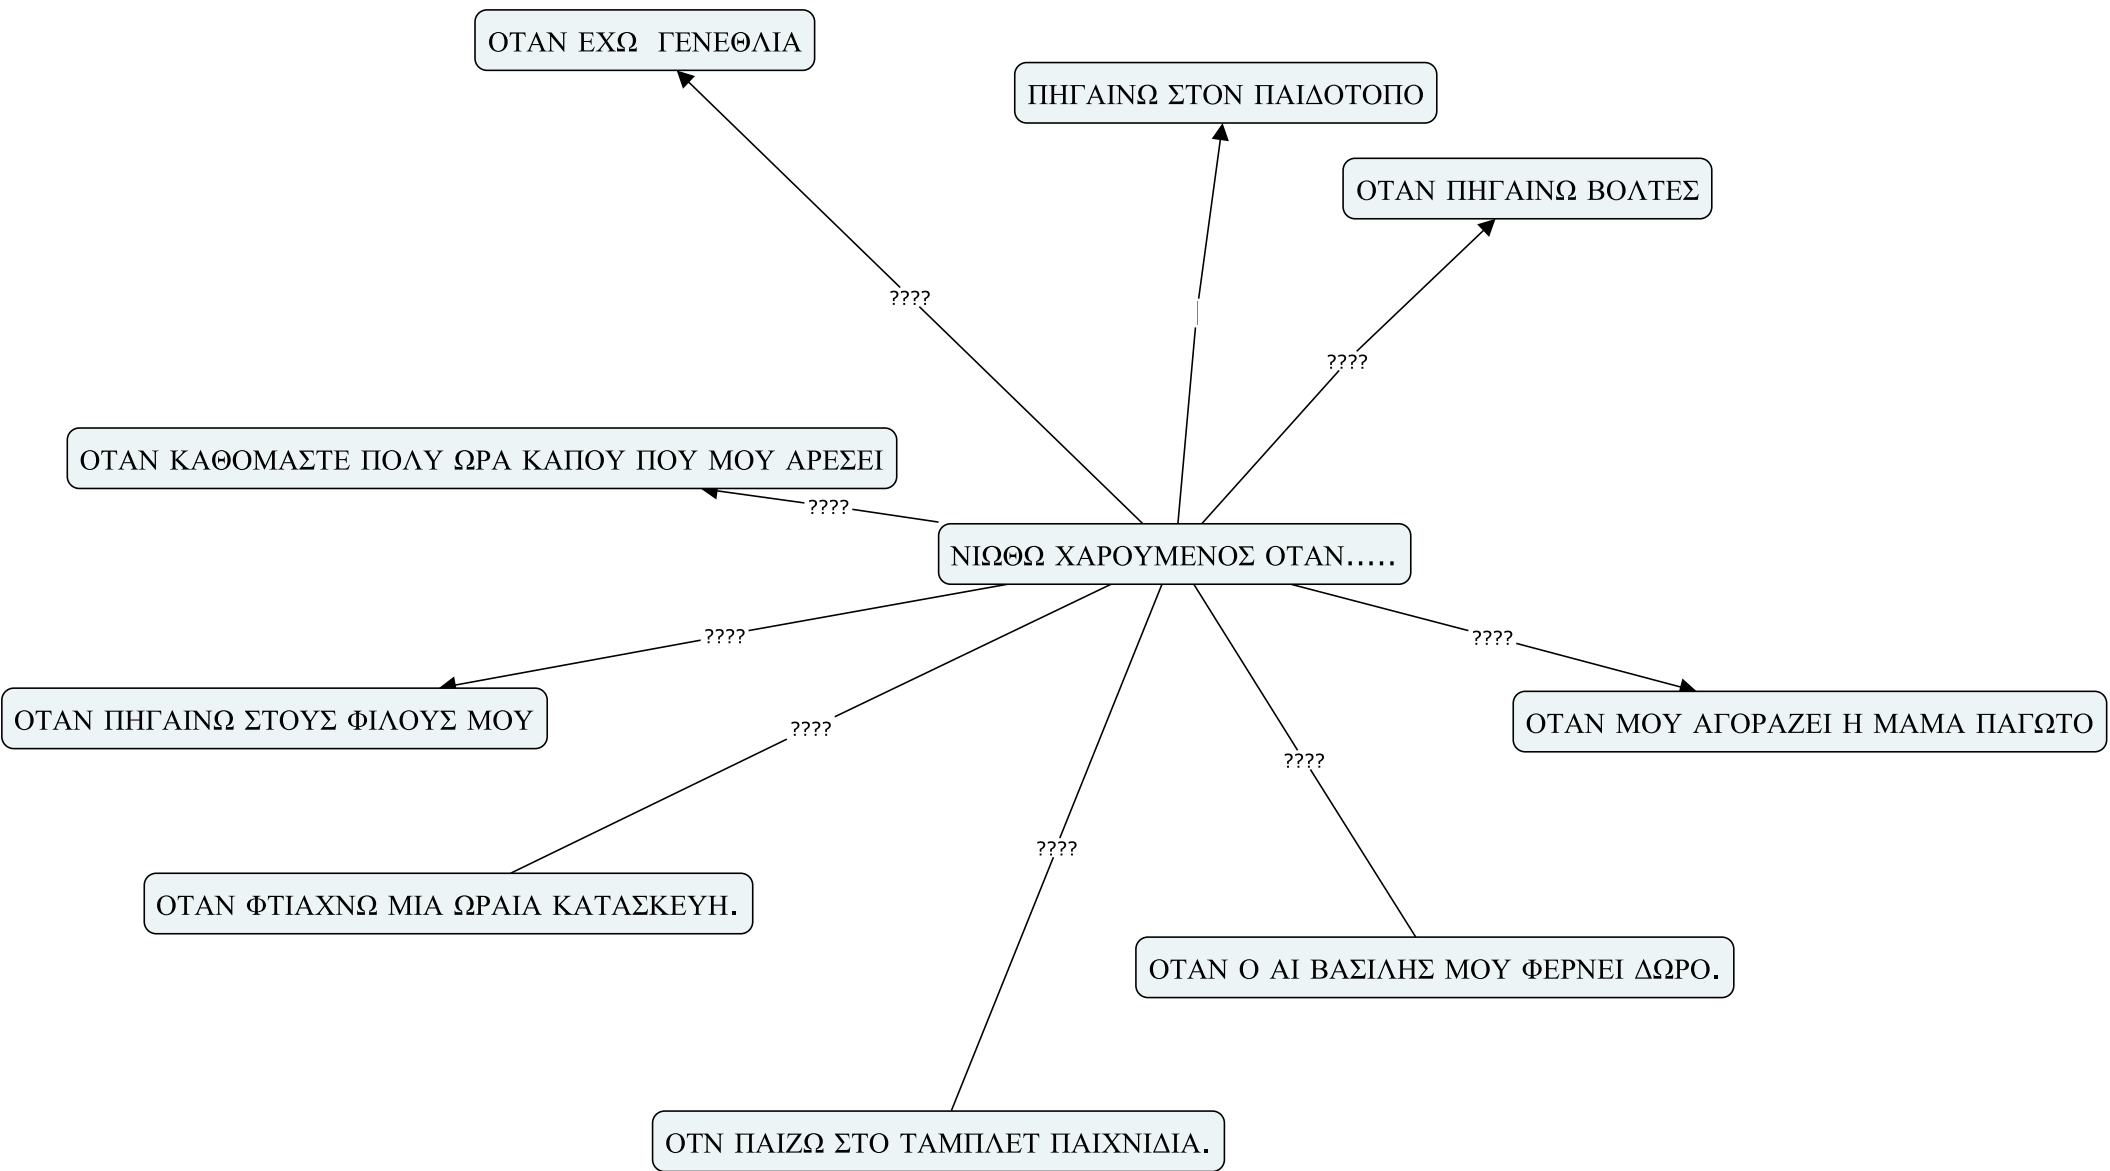 ΟΤΑΝ ΕΧΩ  ΓΕΝΕΘΛΙΑ
ΠΗΓΑΙΝΩ ΣΤΟΝ ΠΑΙΔΟΤΟΠΟ
ΟΤΑΝ ΠΗΓΑΙΝΩ ΒΟΛΤΕΣ
????
????
ΟΤΑΝ ΚΑΘΟΜΑΣΤΕ ΠΟΛΥ ΩΡΑ ΚΑΠΟΥ ΠΟΥ ΜΟΥ ΑΡΕΣΕΙ
????
ΝΙΩΘΩ ΧΑΡΟΥΜΕΝΟΣ ΟΤΑΝ.....
????
????
ΟΤΑΝ ΠΗΓΑΙΝΩ ΣΤΟΥΣ ΦΙΛΟΥΣ ΜΟΥ
ΟΤΑΝ ΜΟΥ ΑΓΟΡΑΖΕΙ Η ΜΑΜΑ ΠΑΓΩΤΟ
????
????
????
ΟΤΑΝ ΦΤΙΑΧΝΩ ΜΙΑ ΩΡΑΙΑ ΚΑΤΑΣΚΕΥΗ.
ΟΤΑΝ Ο ΑΙ ΒΑΣΙΛΗΣ ΜΟΥ ΦΕΡΝΕΙ ΔΩΡΟ.
ΟΤΝ ΠΑΙΖΩ ΣΤΟ ΤΑΜΠΛΕΤ ΠΑΙΧΝΙΔΙΑ.